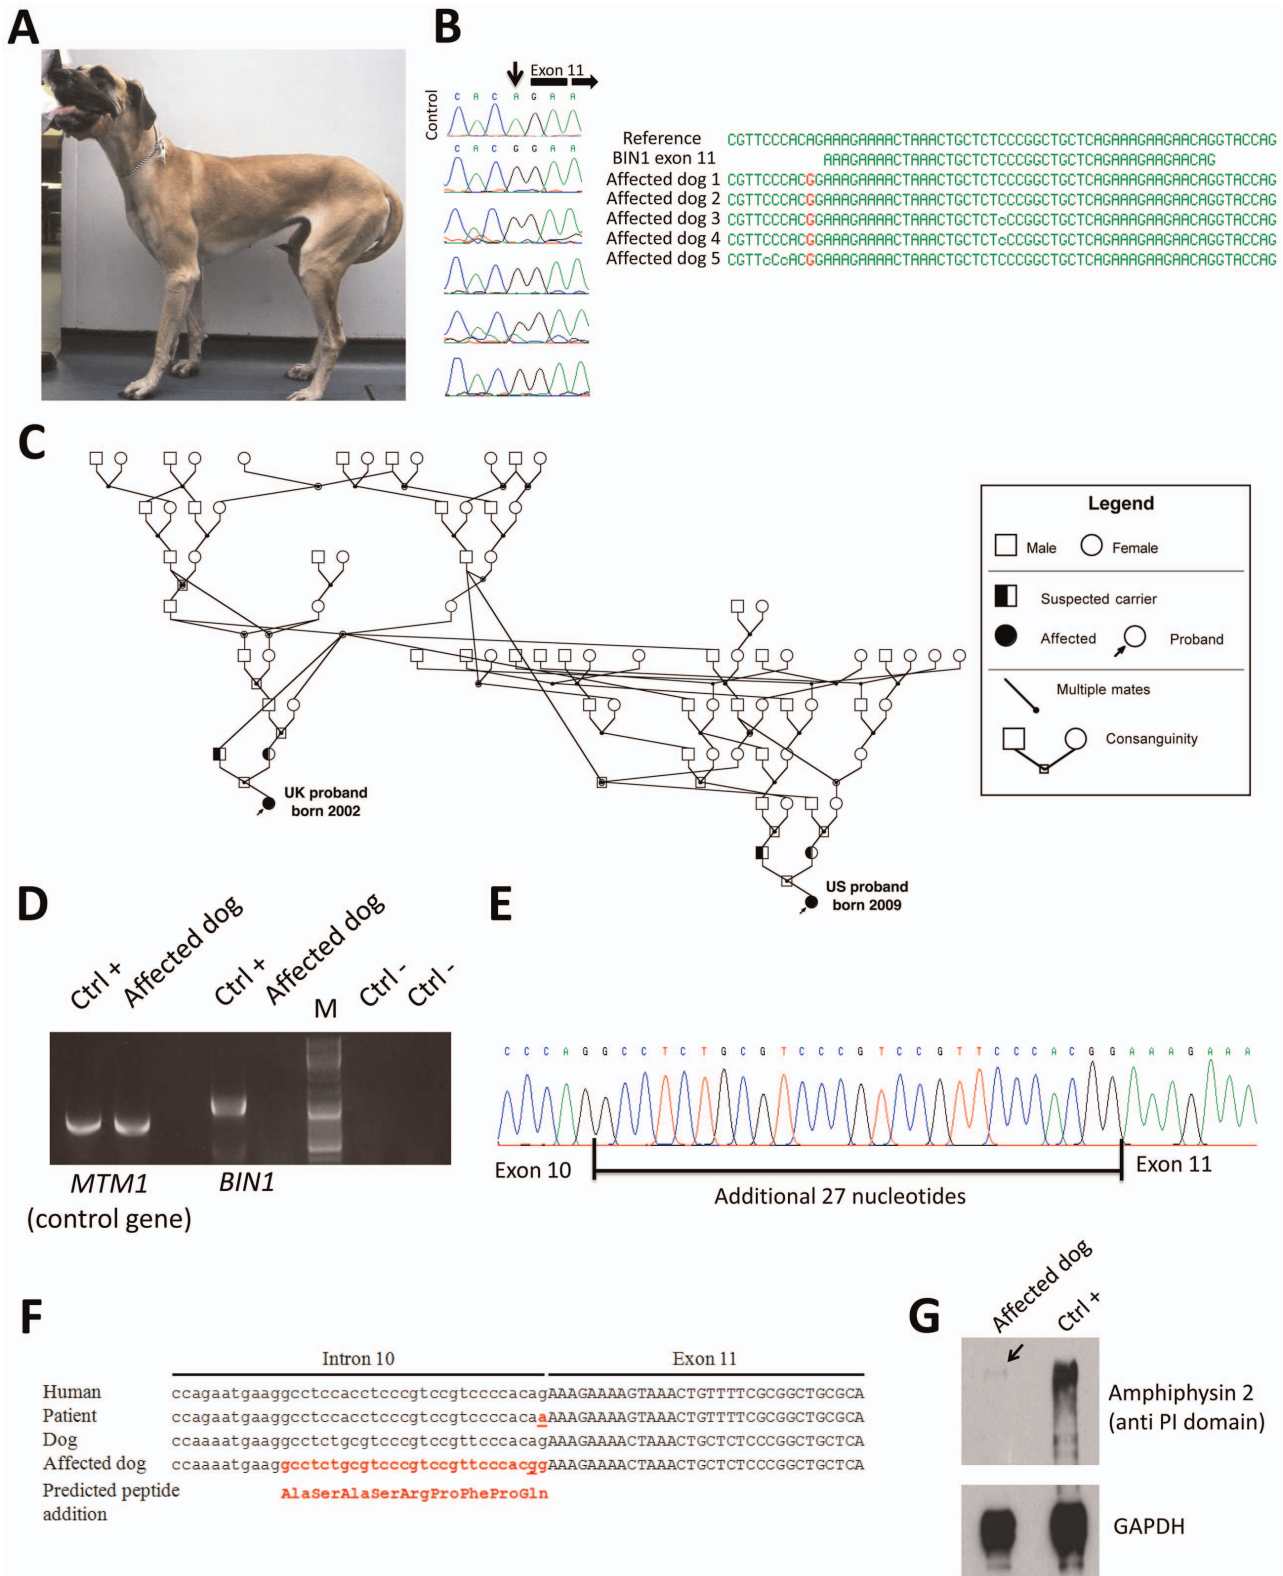 A
B
Exon 11
Control
C A C A G A A
C A C G G A A
Reference CGTTCCCACAGAAAGAAAACTAAACTGCTCTCCCGGCTGCTCAGAAAGAAGAACAGGTACCAG
BIN1 exon 11 AAAGAAAACTAAACTGCTCTCCCGGCTGCTCAGAAAGAAGAACAG
Affected dog 1 CGTTCCCACGGAAAGAAAACTAAACTGCTCTCCCGGCTGCTCAGAAAGAAGAACAGGTACCAG
Affected dog 2 CGTTCCCACGGAAAGAAAACTAAACTGCTCTCCCGGCTGCTCAGAAAGAAGAACAGGTACCAG
Affected dog 3 CGTTCCCACGGAAAGAAAACTAAACTGCTCTcCCGGCTGCTCAGAAAGAAGAACAGGTACCAG
Affected dog 4 CGTTCCCACGGAAAGAAAACTAAACTGCTCTcCCGGCTGCTCAGAAAGAAGAACAGGTACCAG
Affected dog 5 CGTTcCcACGGAAAGAAAACTAAACTGCTCTCCCGGCTGCTCAGAAAGAAGAACAGGTACCAG
C
Legend
Male Female
Suspected carrier
Affected Proband
Multiple mates
Consanguinity
UK proband
born 2002
US proband
born 2009
D
Ctrl + Affected dog Ctrl + Affected dog M Ctrl - Ctrl -
MTM1 BIN1
(control gene)
E
C C C A G G C C T C T G C G T C C C G T C C G T T C C C A C G G A A A G A A A
Exon 10 Exon 11
Additional 27 nucleotides
F
Intron 10 Exon 11
Human ccagaatgaaggcctccacctcccgtccgtccccacagAAAGAAAAGTAAACTGTTTTCGCGGCTGCGCA
Patient ccagaatgaaggcctccacctcccgtccgtccccacaaAAAGAAAAGTAAACTGTTTTCGCGGCTGCGCA
Dog ccaaaatgaaggcctctgcgtcccgtccgttcccacagAAAGAAAACTAAACTGCTCTCCCGGCTGCTCA
Affected dog ccaaaatgaaggcctctgcgtcccgtccgttcccacggAAAGAAAACTAAACTGCTCTCCCGGCTGCTCA
Predicted peptide AlaSerAlaSerArgProPheProGln
addition
G
Affected dog Ctrl +
Amphiphysin 2
(anti PI domain)
GAPDH